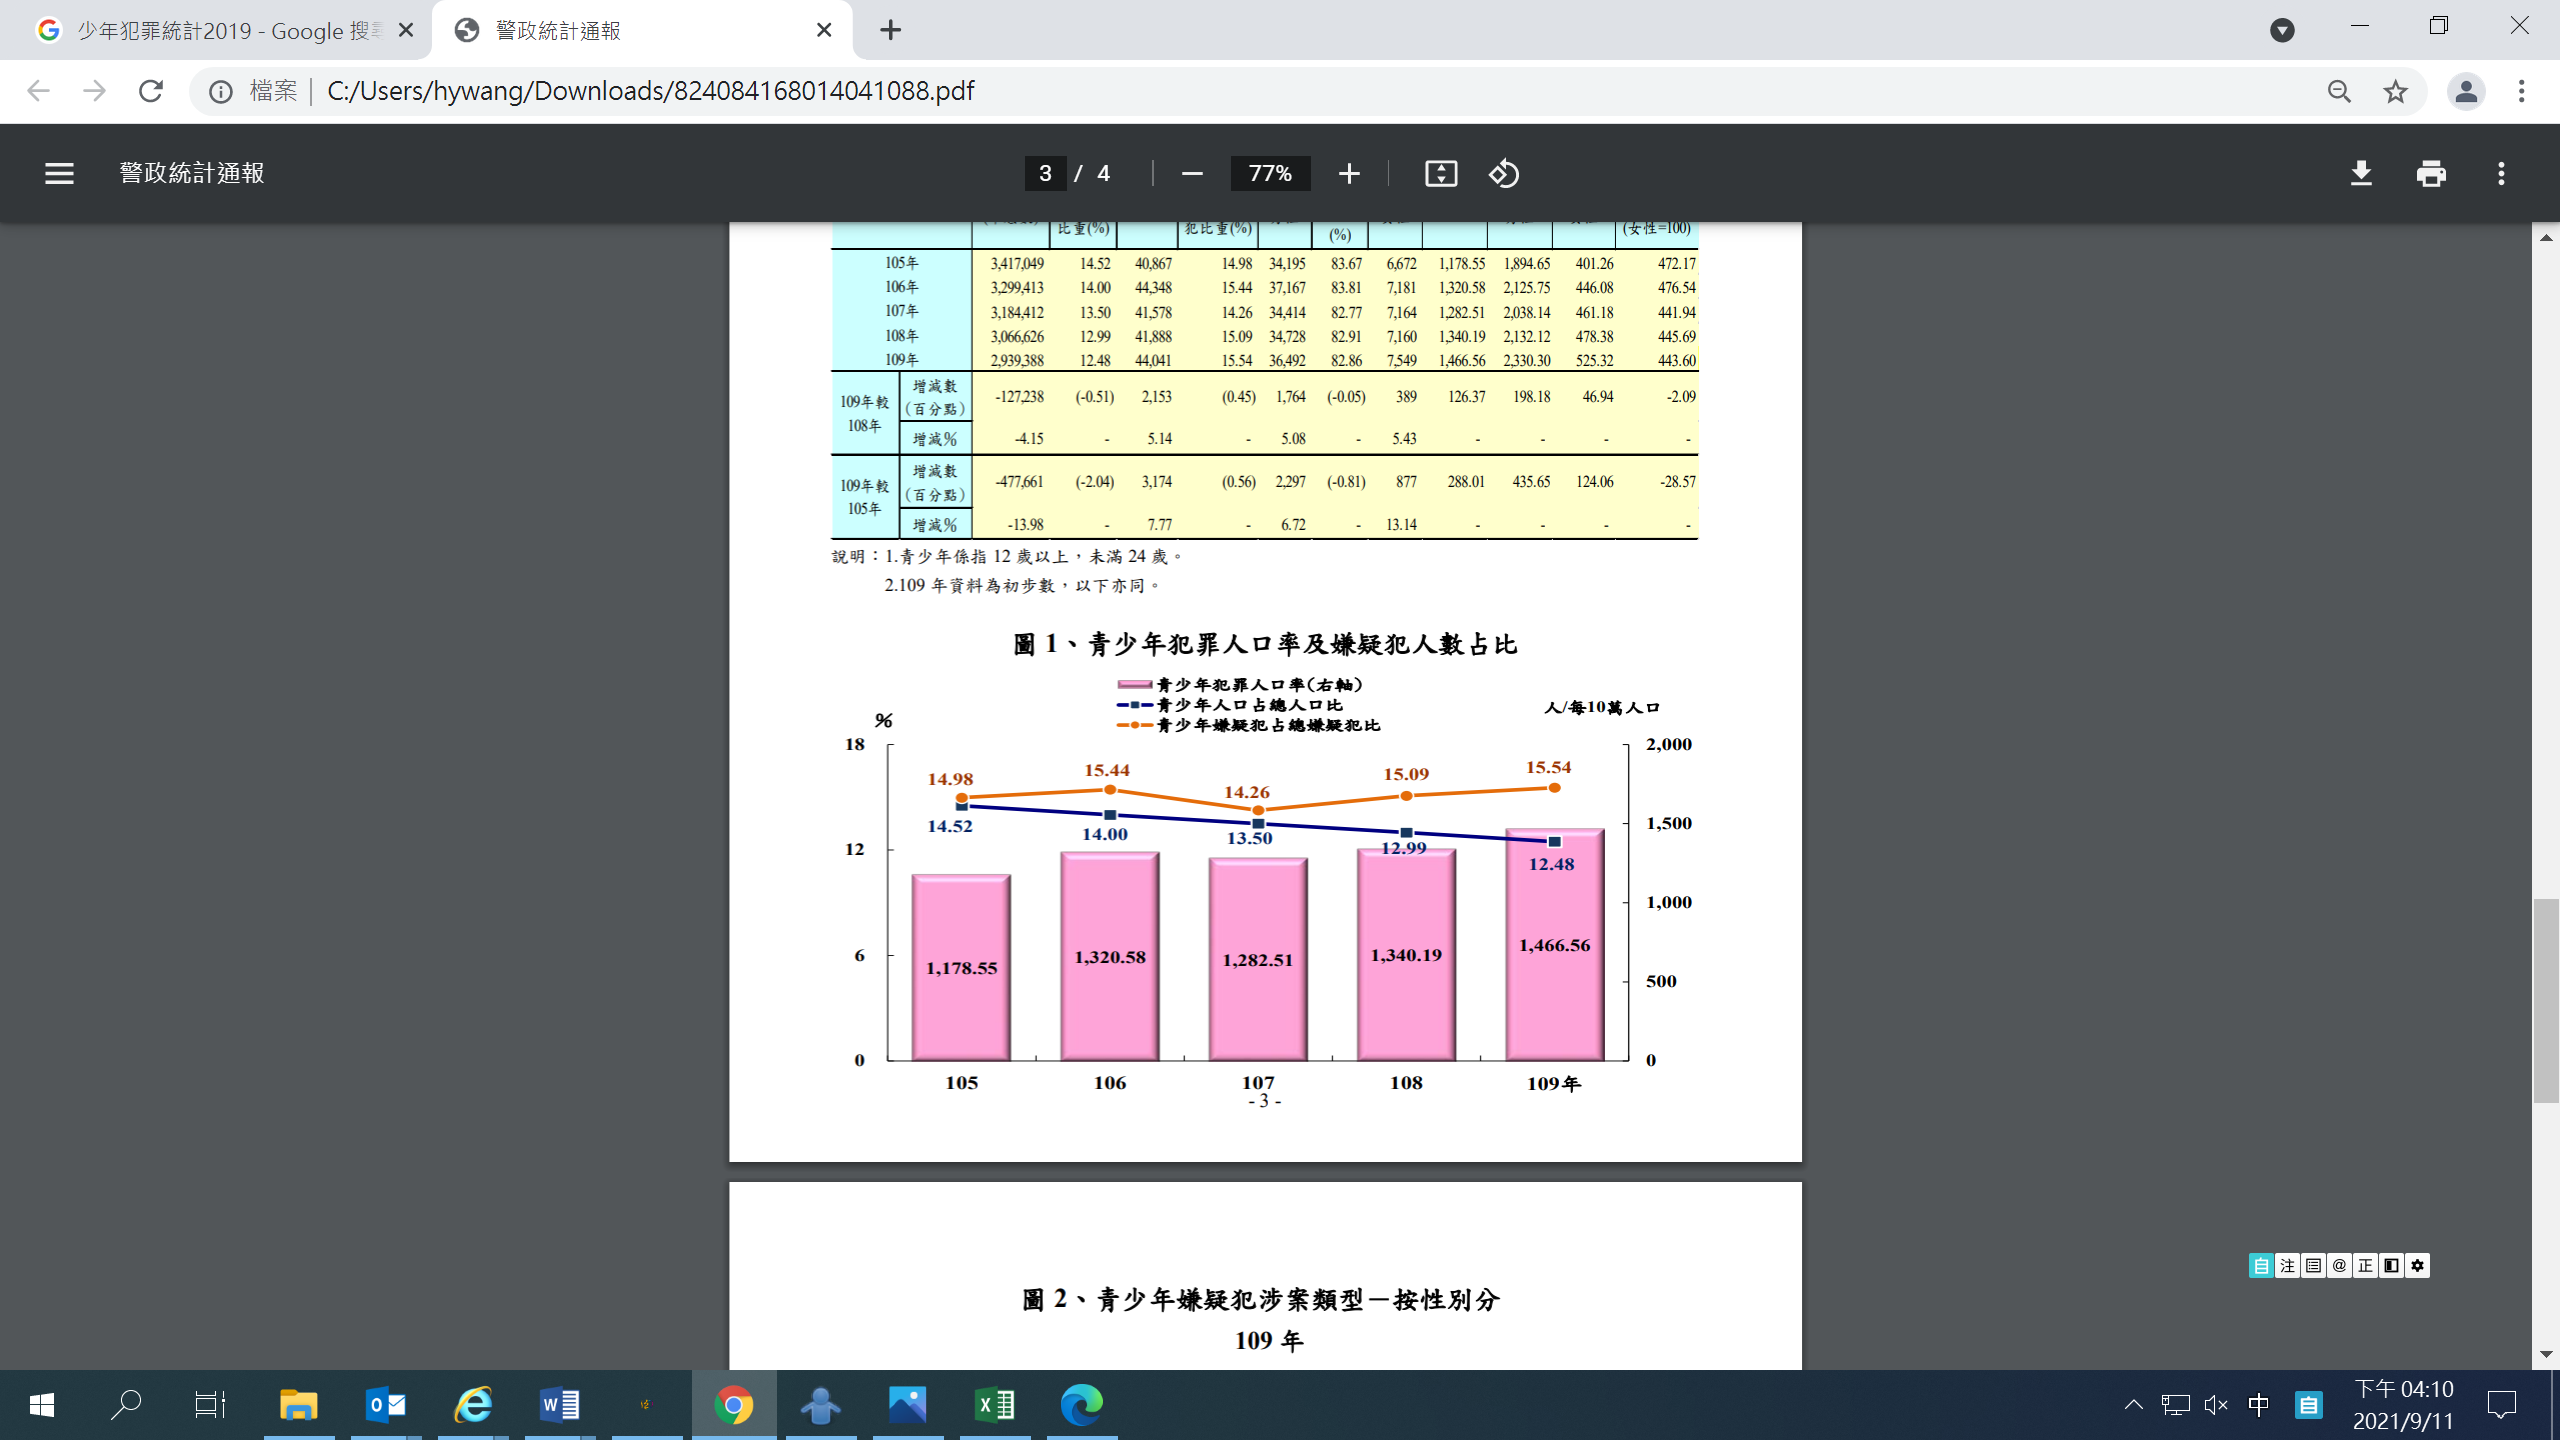 少年犯罪統計2019 - Google 搜
警政統計通報
檔案 C:/Users/hywang/Downloads/824084168014041088.pdf
警政統計通報 3 / 4 77%
比重(%) 犯比重(%) (%) (女性=100)
105年 3,417,049 14.52 40,867 14.98 34,195 83.67 6,672 1,178.55 1,894.65 401.26 472.17
106年 3,299,413 14.00 44,348 15.44 37,167 83.81 7,181 1,320.58 2,125.75 446.08 476.54
107年 3,184,412 13.50 41,578 14.26 34,414 82.77 7,164 1,282.51 2,038.14 461.18 441.94
108年 3,066,626 12.99 41,888 15.09 34,728 82.91 7,160 1,340.19 2,132.12 478.38 445.69
109年 2,939,388 12.48 44,041 15.54 36,492 82.86 7,549 1,466.56 2,330.30 525.32 443.60
109年較
108年
增減數
(百分點)
-127,238 (-0.51) 2,153 (0.45) 1,764 (-0.05) 389 126.37 198.18 46.94 -2.09
增減% -4.15 - 5.14 - 5.08 - 5.43 - - - -
109年較
105年
增減數
(百分點)
-477,661 (-2.04) 3,174 (0.56) 2,297 (-0.81) 877 288.01 435.65 124.06 -28.57
增減% -13.98 - 7.77 - 6.72 - 13.14 - - - -
說明：1.青少年係指 12 歲以上，未滿 24 歲。
2.109 年資料為初步數，以下亦同。
圖 1、青少年犯罪人口率及嫌疑犯人數占比
青少年犯罪人口率(右軸)
青少年人口占總人口比
青少年嫌疑犯占總嫌疑犯比
%
人/每10萬人口
18
12
6
0
2,000
1,500
1,000
500
0
14.98 15.44 14.26 15.09 15.54
14.52 14.00 13.50 12.99 12.48
1,178.55 1,320.58 1,282.51 1,340.19 1,466.56
105 106 107 108 109年
- 3 -
圖 2、青少年嫌疑犯涉案類型－按性別分
109 年
自 注 @ 正
中 自
下午 04:10
2021/9/11